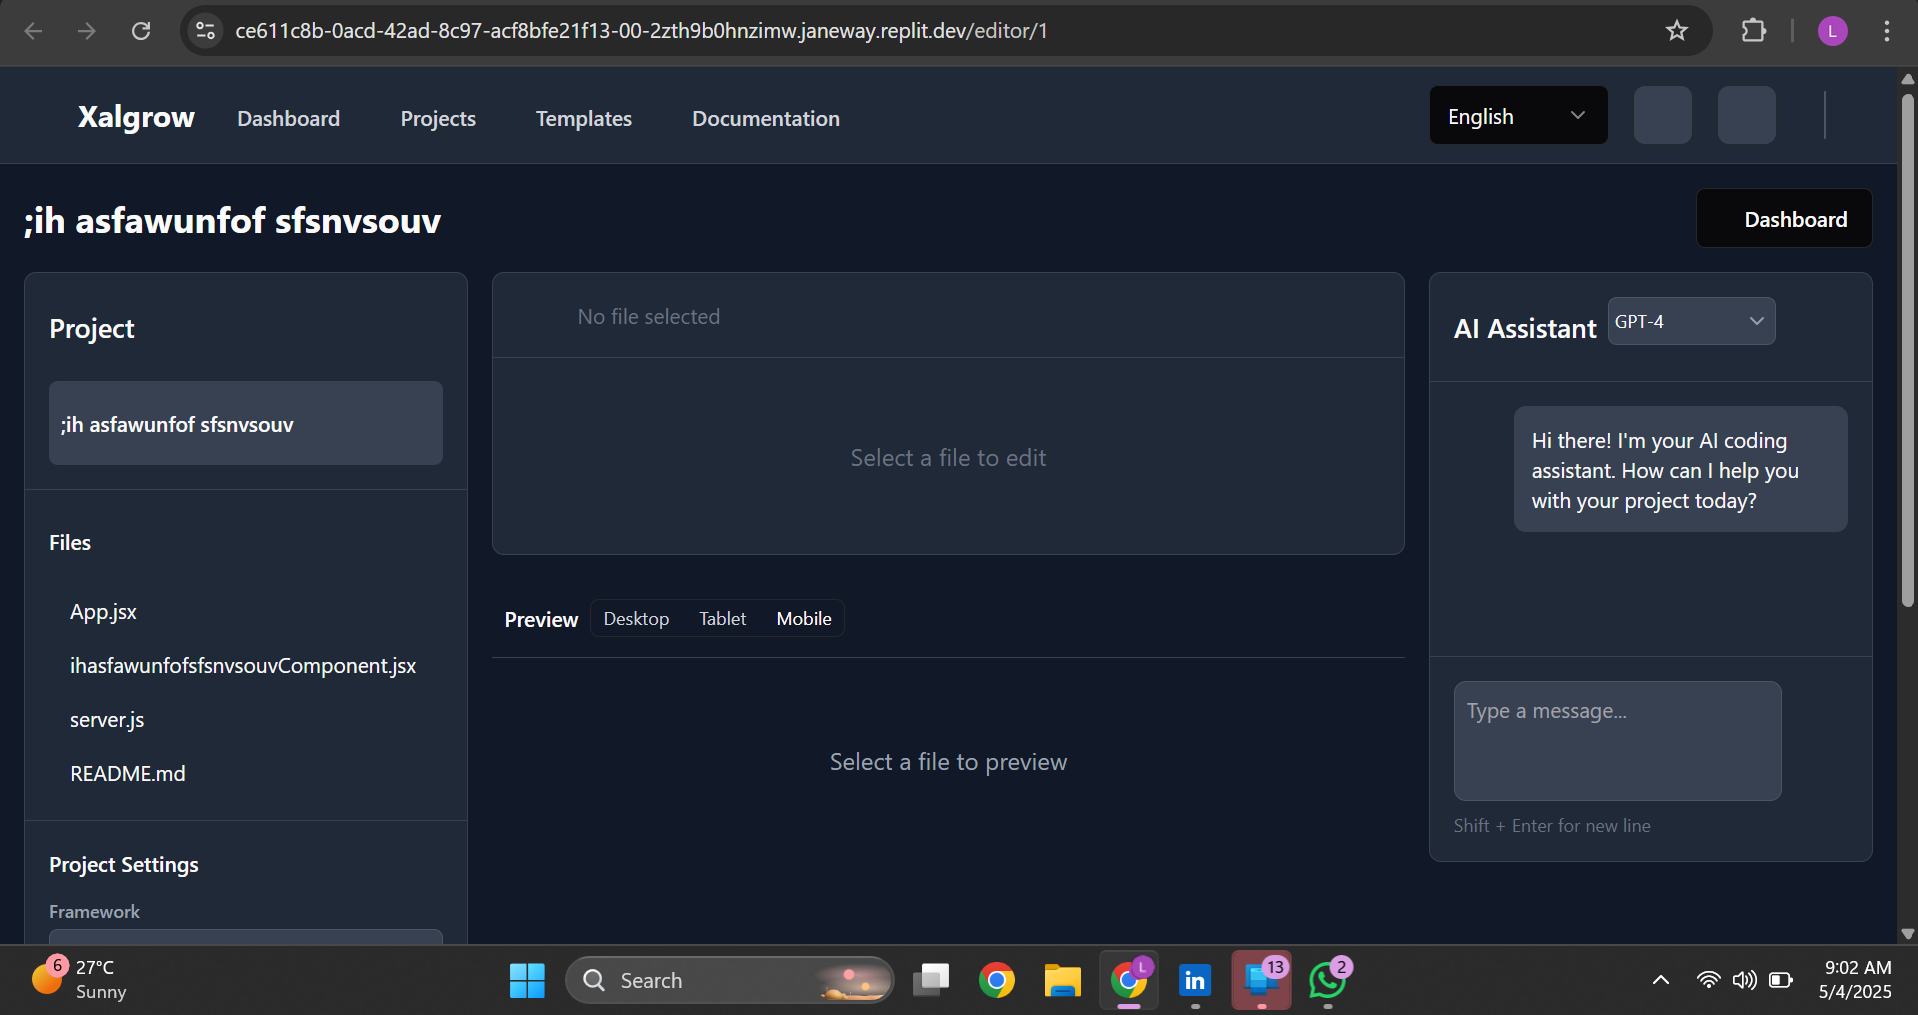 ce611c8b-0acd-42ad-8c97-acf8bfe21f13-00-2zth9b0hnzimw.janeway.replit.dev/editor/1
L
Xalgrow
Dashboard
Projects
Templates
Documentation
English
;ih asfawunfof sfsnvsouv
Dashboard
Project
;ih asfawunfof sfsnvsouv
Files
App.jsx
ihasfawunfofsfsnvsouvComponent.jsx
server.js
README.md
Project Settings
Framework
No file selected
Select a file to edit
Preview
Desktop
Tablet
Mobile
Select a file to preview
AI Assistant
GPT-4
Hi there! I'm your AI coding
assistant. How can I help you
with your project today?
Type a message...
Shift + Enter for new line
6
27°C
Sunny
Search
L
in
13
2
9:02 AM
5/4/2025